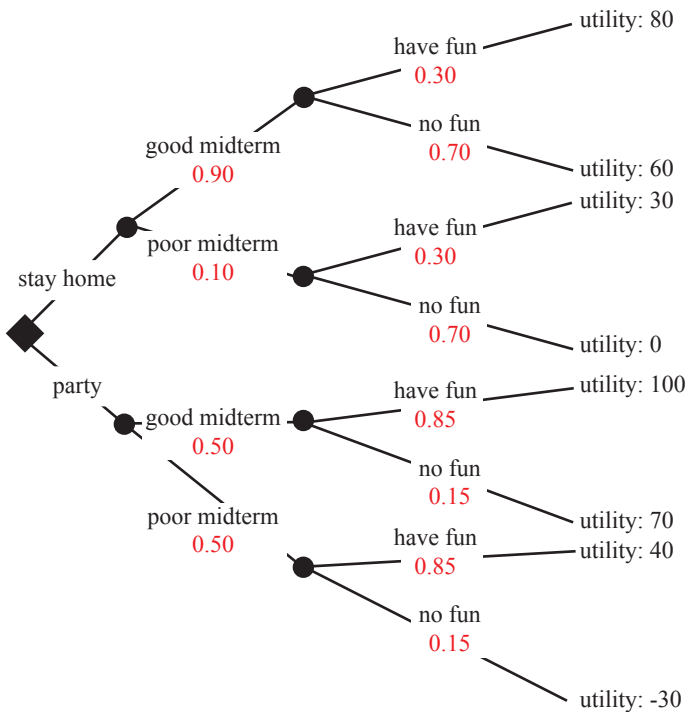 have fun
0.30
utility: 80
no fun
0.70
utility: 60
good midterm
0.90
have fun
0.30
utility: 30
poor midterm
0.10
no fun
0.70
utility: 0
stay home
party
good midterm
0.50
have fun
0.85
utility: 100
no fun
0.15
utility: 70
poor midterm
0.50
have fun
0.85
utility: 40
no fun
0.15
utility: -30